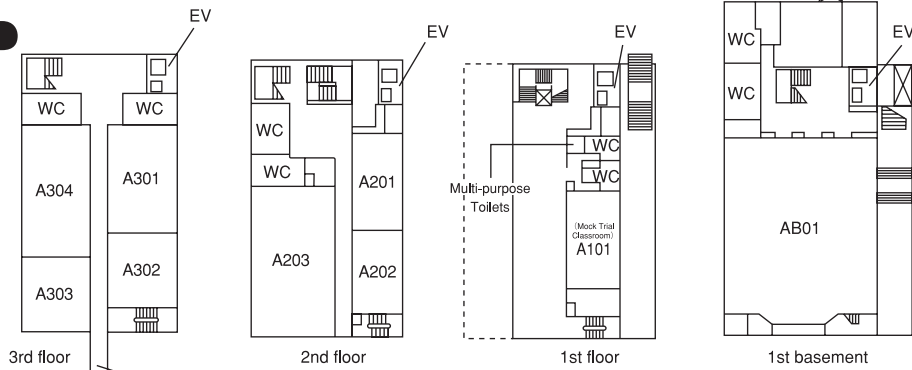 EV
WC
WC
A304
A301
A303
A302
3rd floor
EV
WC
WC
A201
A203
A202
2nd floor
EV
WC
WC
Multi-purpose
Toilets
(Mock Trial
Classroom)
A101
1st floor
WC
EV
WC
AB01
1st basement